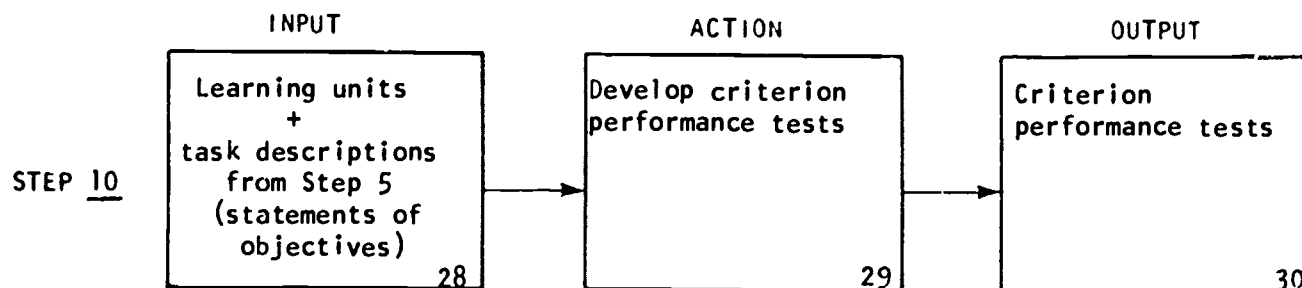 INPUT
ACTION
OUTPUT
STEP 10
Learning units
+
task descriptions
from Step 5
(statements of
objectives)
28
Develop criterion
performance tests
29
Criterion
performance tests
30